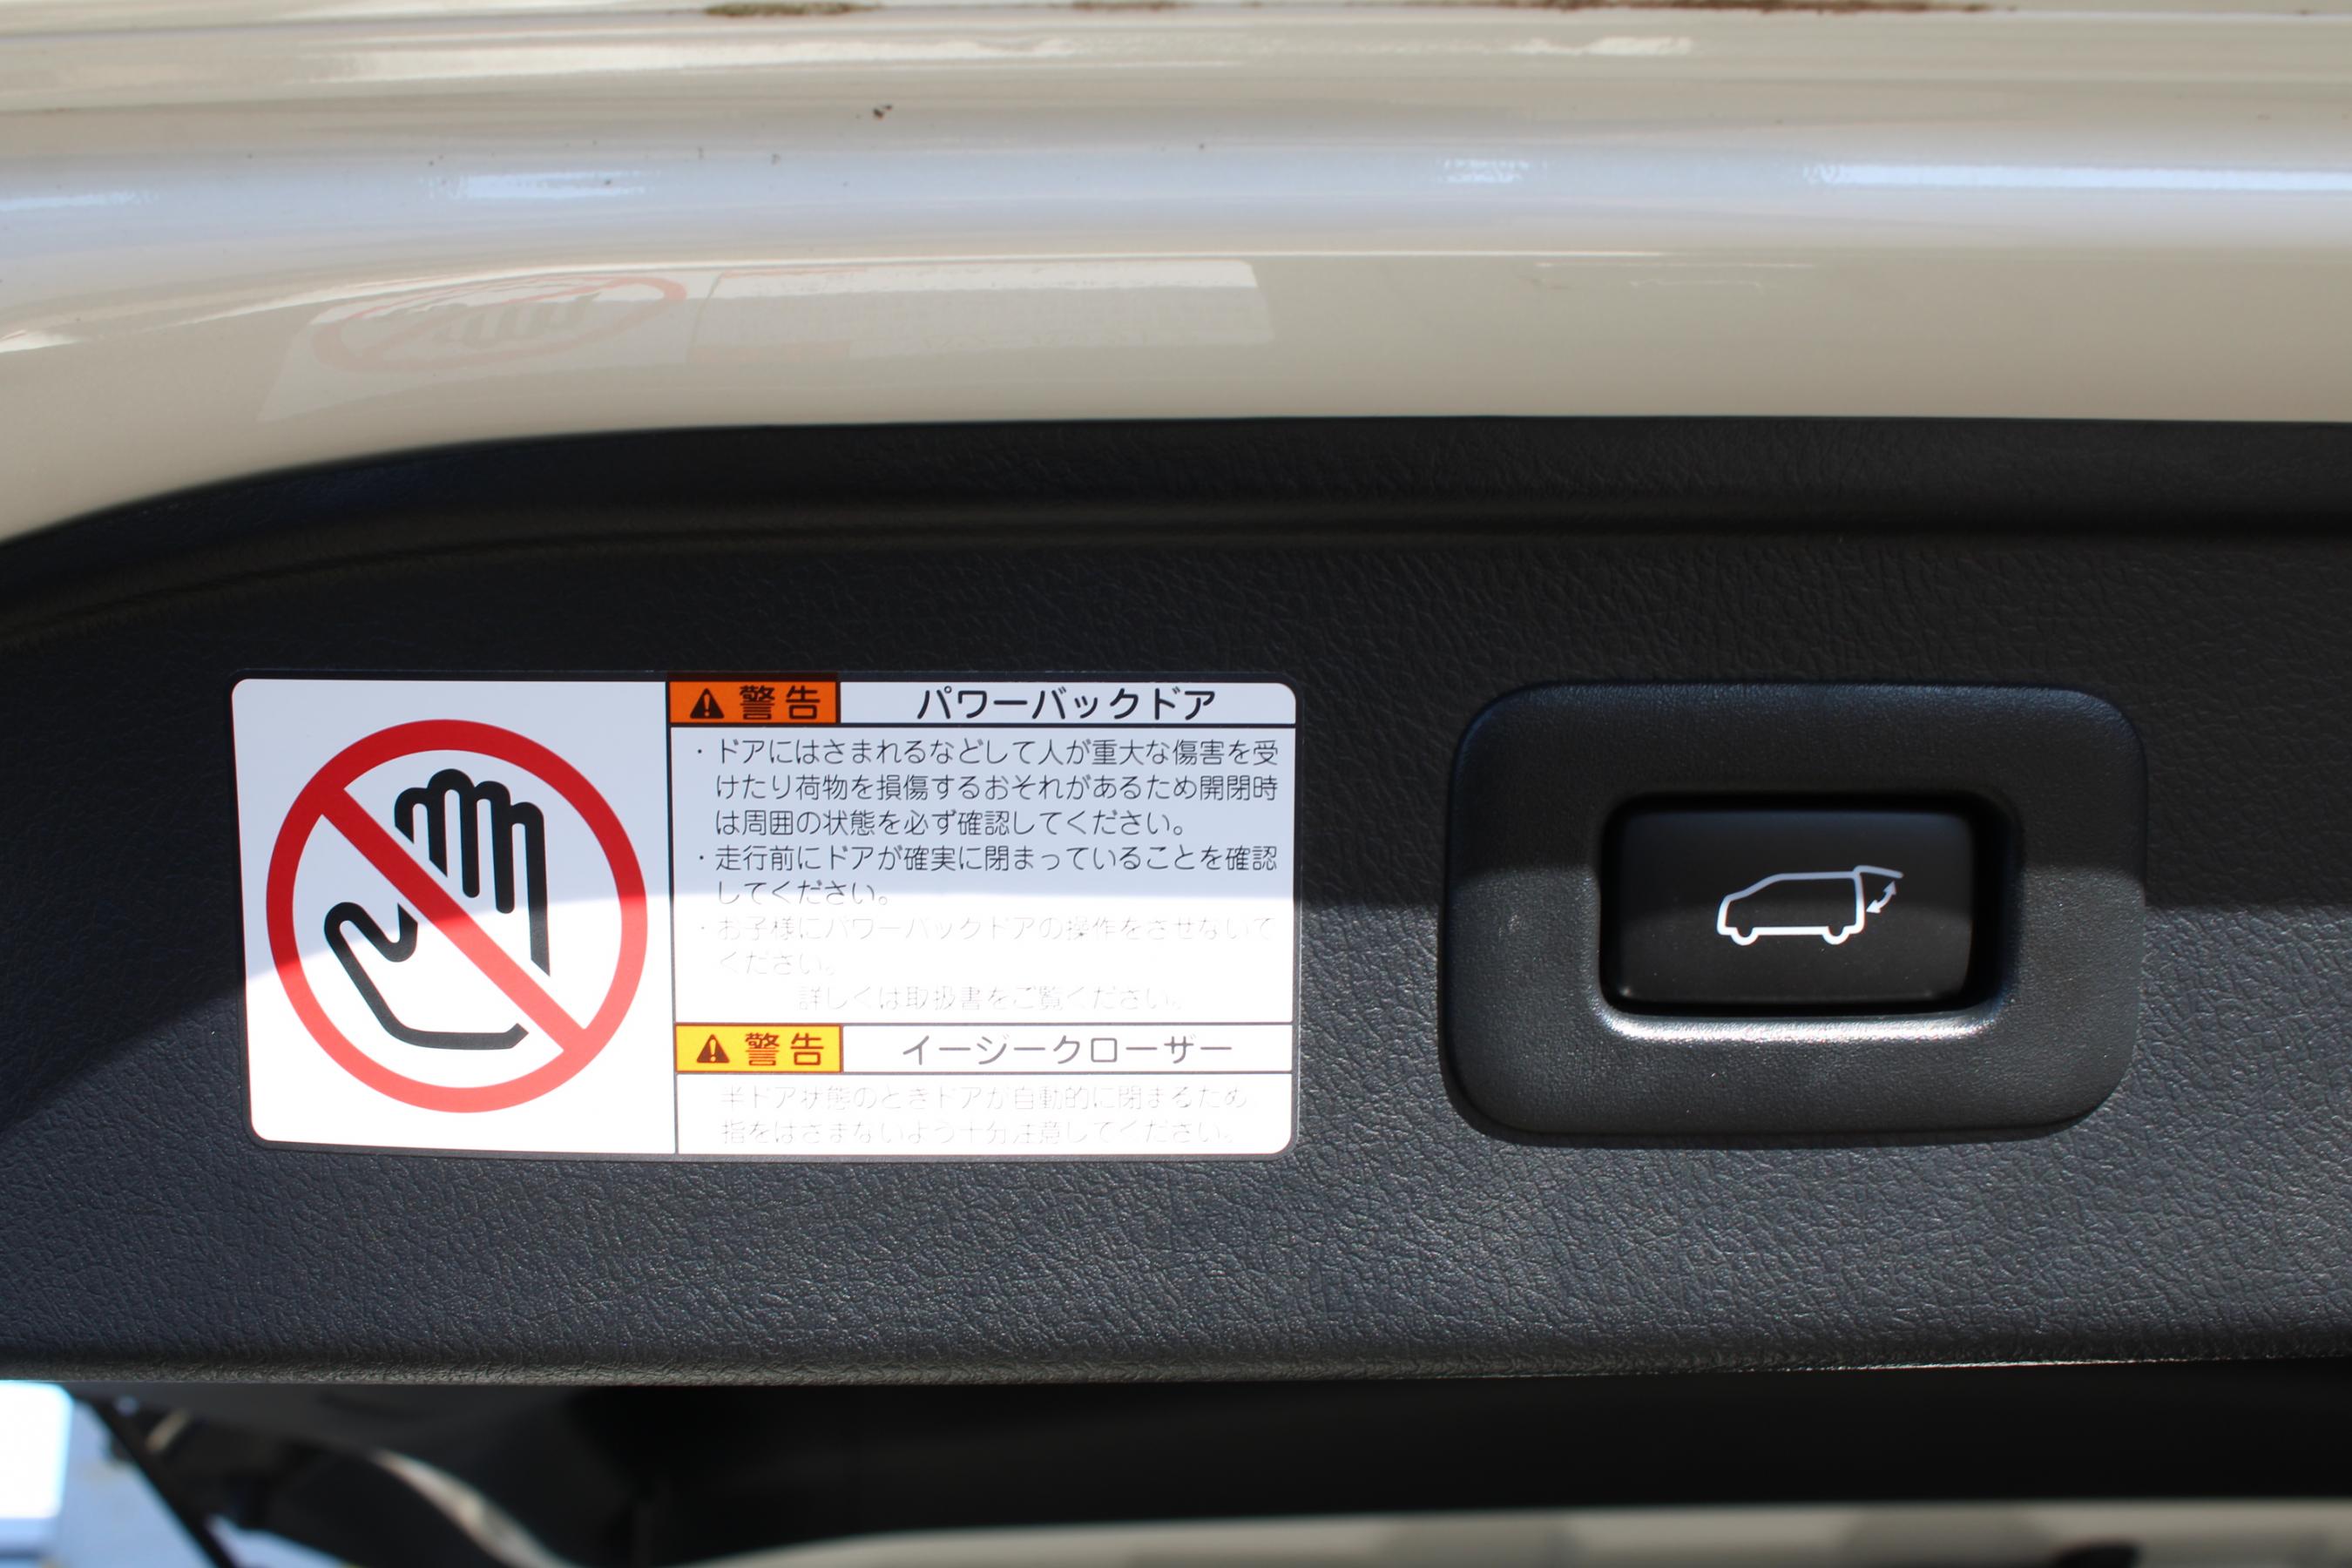 警告 パワーバックドア
・ドアにはさまれるなどして人が重大な傷害を受
けたり荷物を損傷するおそれがあるため開閉時
は周囲の状態を必ず確認してください。
・走行前にドアが確実に閉まっていることを確認
してください。
・お子様にパワーバックドアの操作をさせないで
ください。
詳しくは取扱書をご覧ください。
警告 イージークローザー
半ドア状態のときドアが自動的に閉まるため
指をはさまないよう十分注意してください。